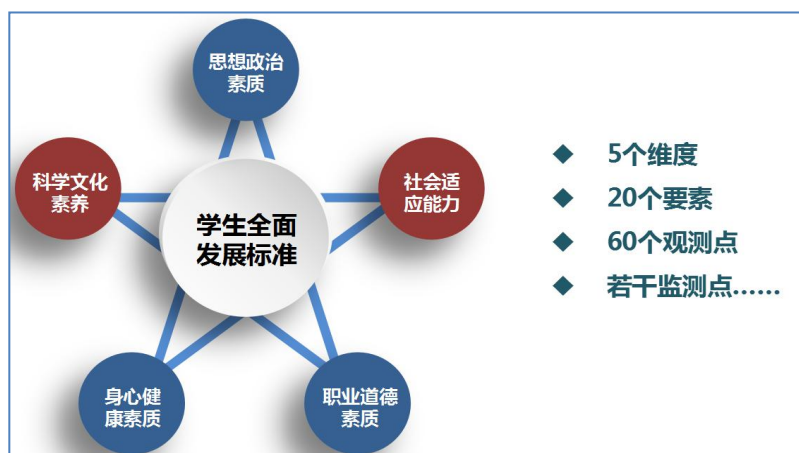 思想政治
素质
科学文化
素养
社会适
应能力
学生全面
发展标准
身心健
康素质
职业道德
素质
◆ 5个维度
◆ 20个要素
◆ 60个观测点
◆ 若干监测点……